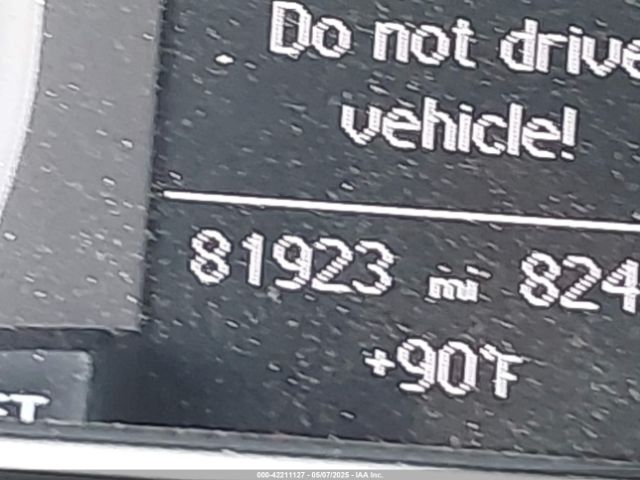 Do not drive
vehicle!
81923 mi 824
+90°F
000-42211127 - 05/07/2025 - IAA Inc.